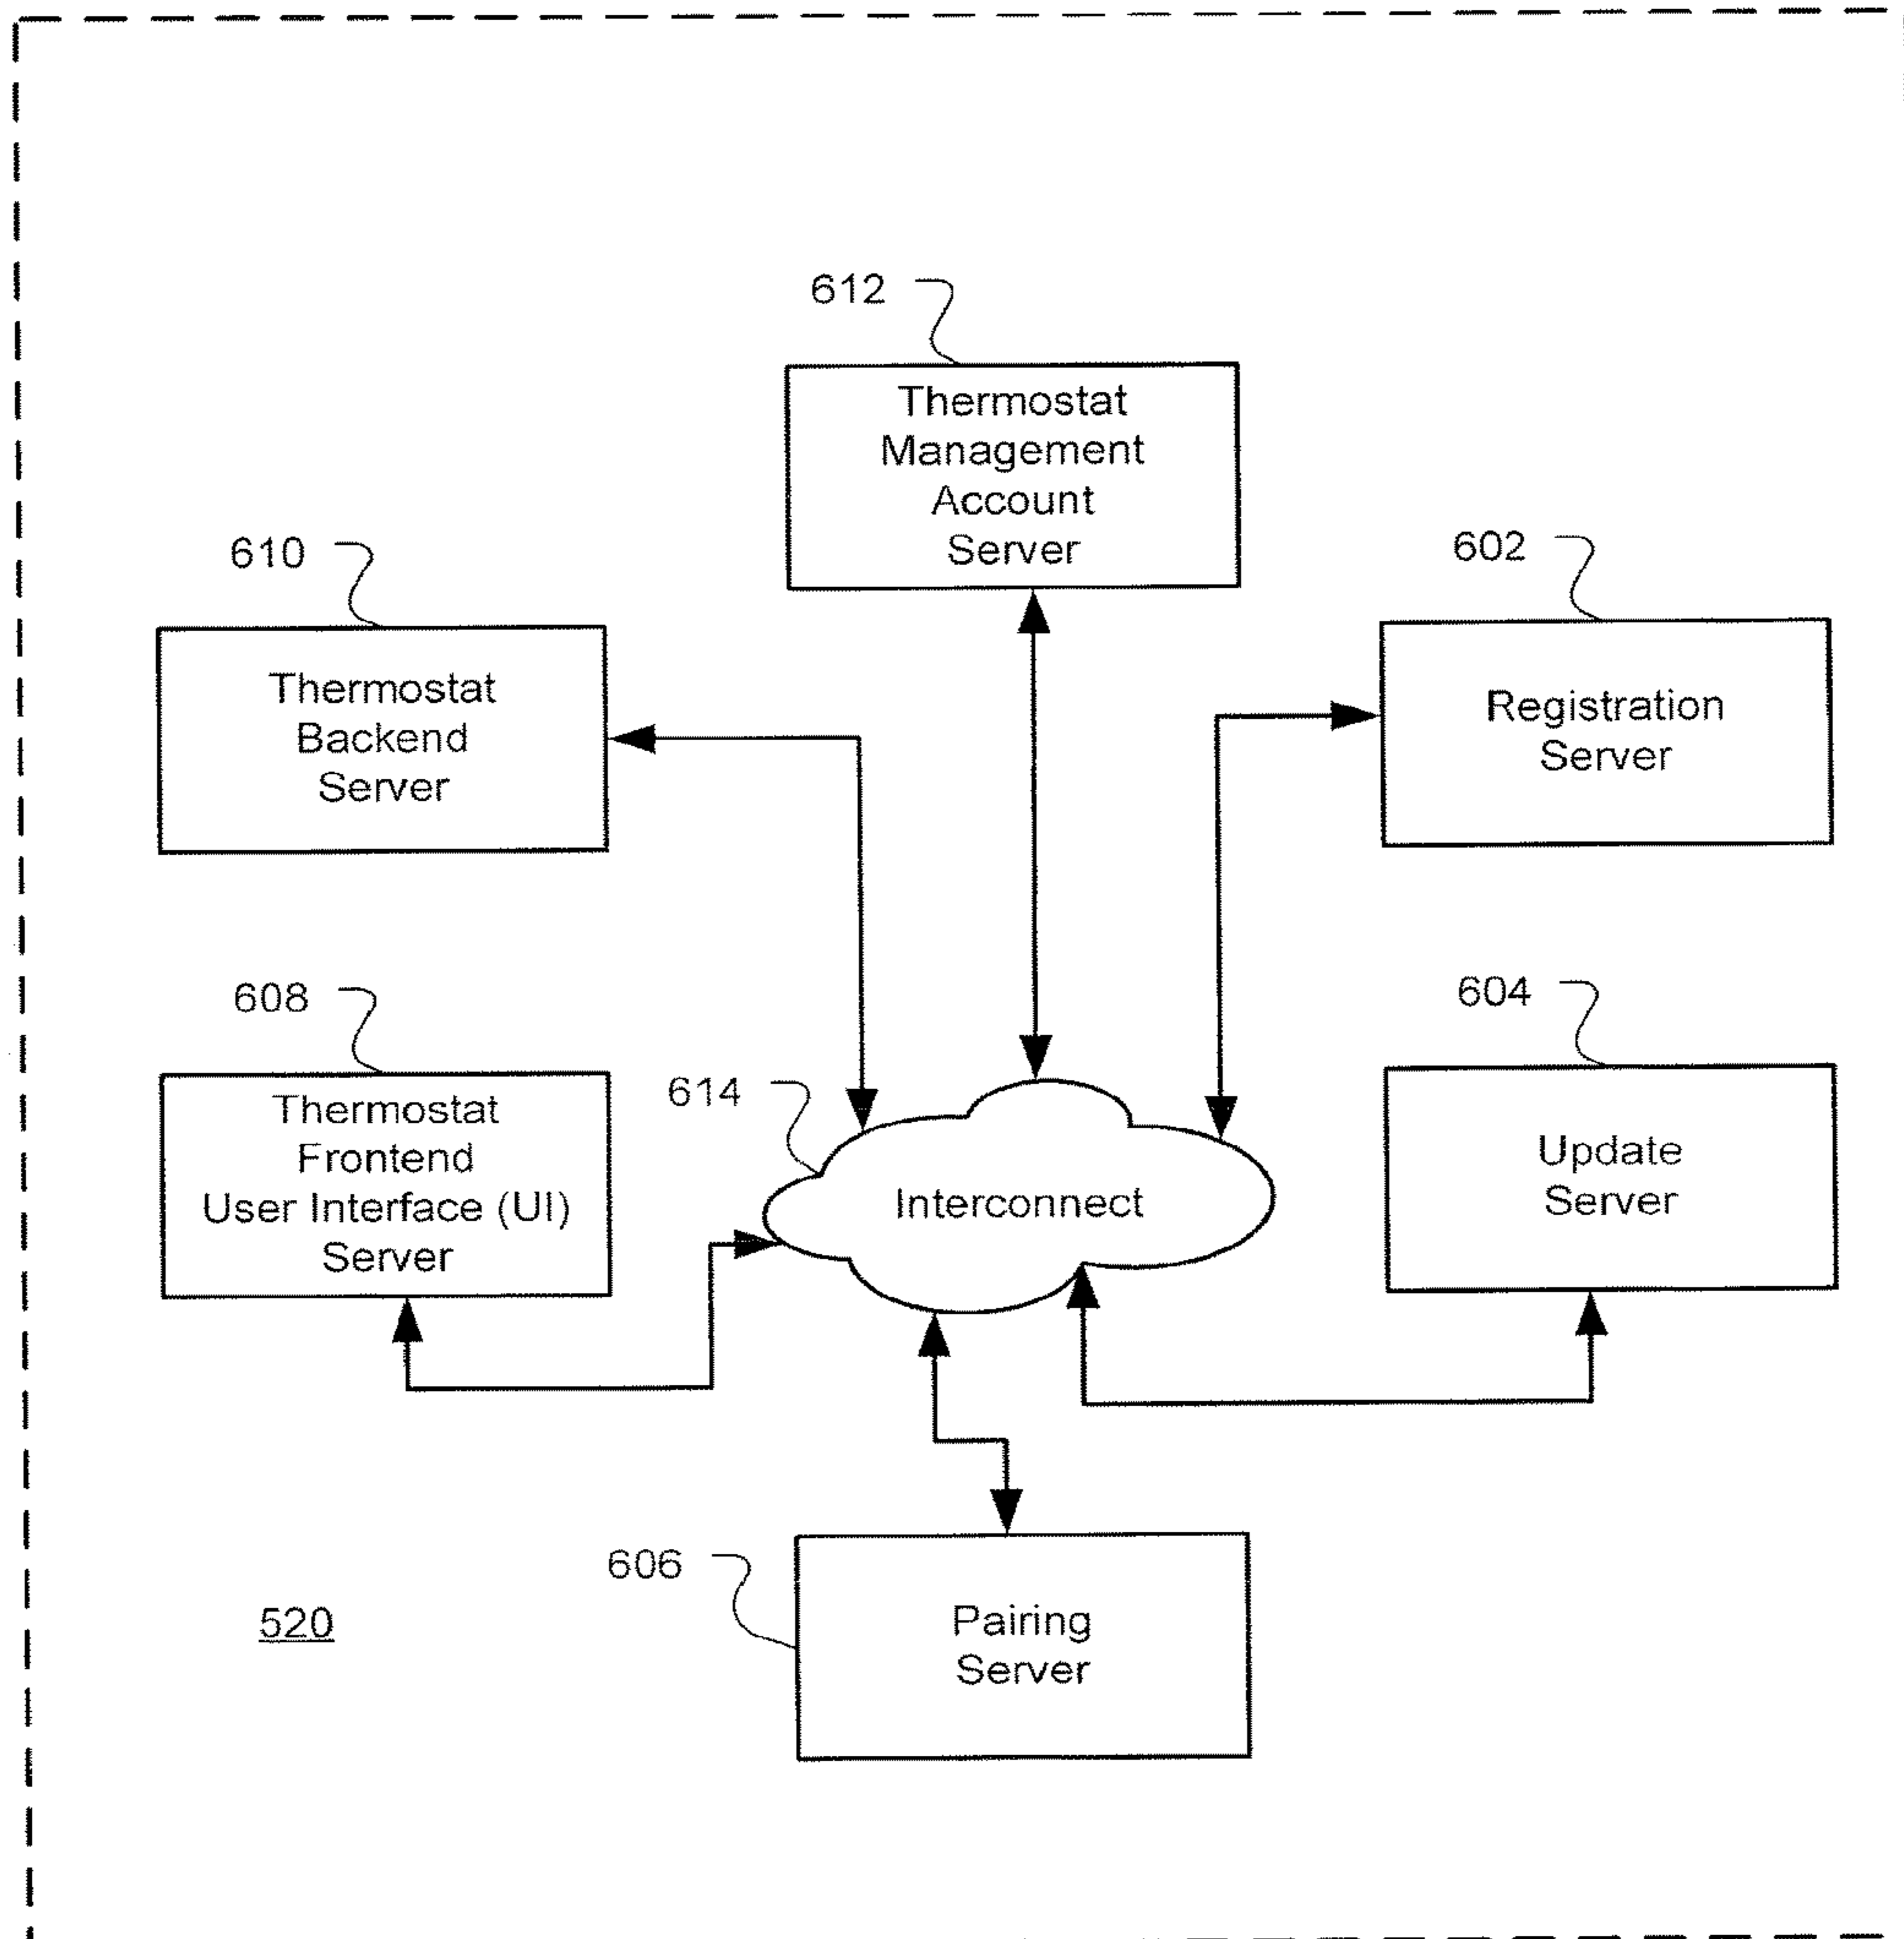 612
Thermostat
Management
Account
Server
610
Thermostat
Backend
Server
602
Registration
Server
608
Thermostat
Frontend
User Interface (UI)
Server
614
Interconnect
604
Update
Server
606
Pairing
Server
520